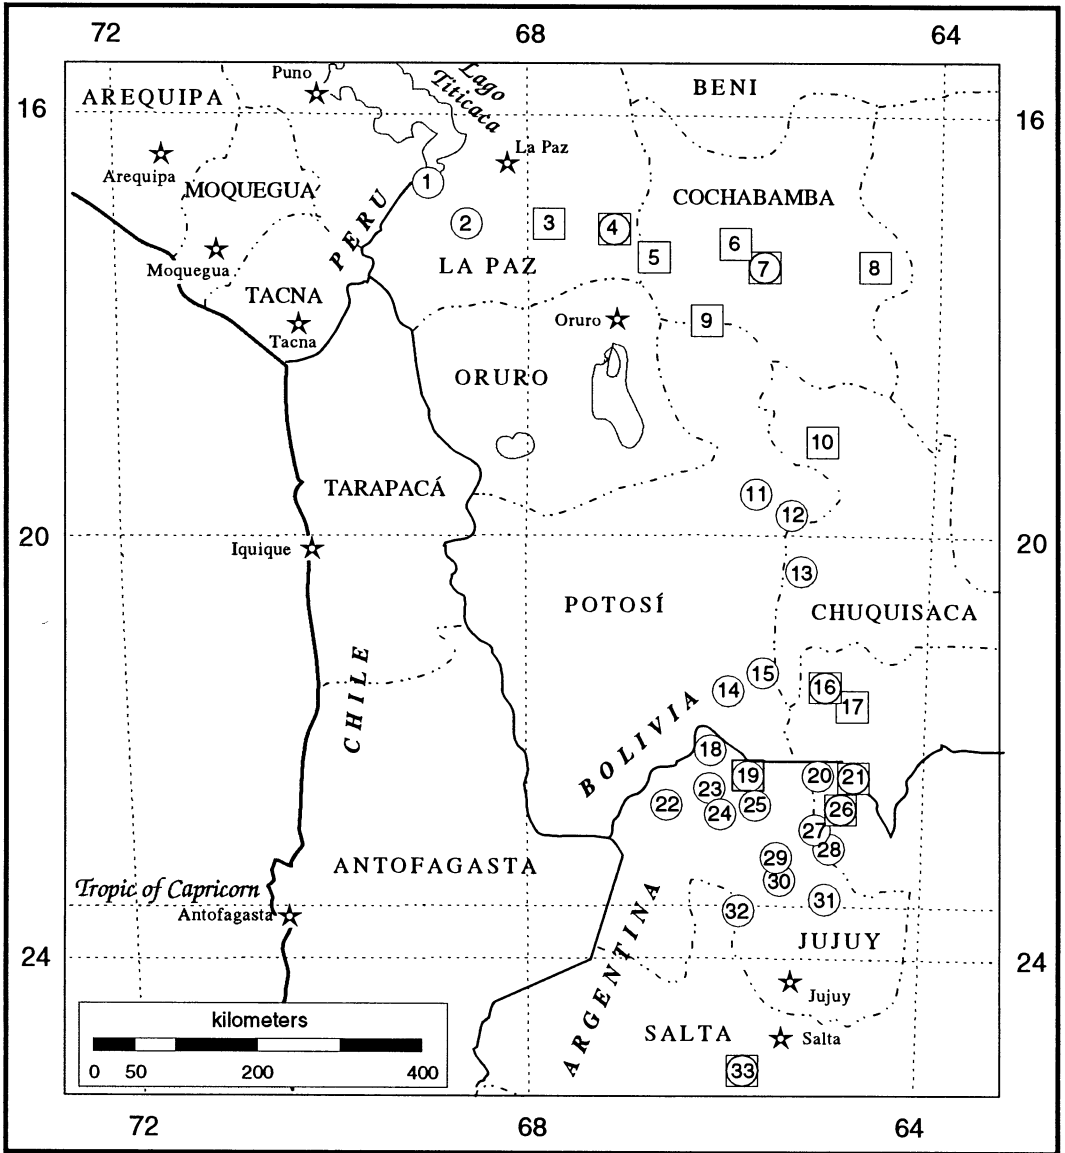 72 68 64
Puno
Lago
Titicaca
BENI
AREQUIPA
16 16
La Paz
Arequipa
MOQUEGUA
1
PERU
COCHABAMBA
2 3 4
5 6 7 8
Moquegua
LA PAZ
TACNA
Tacna
Oruro
9
ORURO
10
TARAPACÁ
11
12
20 20
Iquique
13
POTOSÍ
CHUQUISACA
CHILE
15
14
16
17
BOLIVIA
18
19 20 21
23
22 24 25 26
27
28
29
30
ANTOFAGASTA
Tropic of Capricorn
Antofagasta
31
32
ARGENTINA
JUJUY
24 24
Jujuy
kilometers
0 50 200 400
SALTA
Salta
33
72 68 64